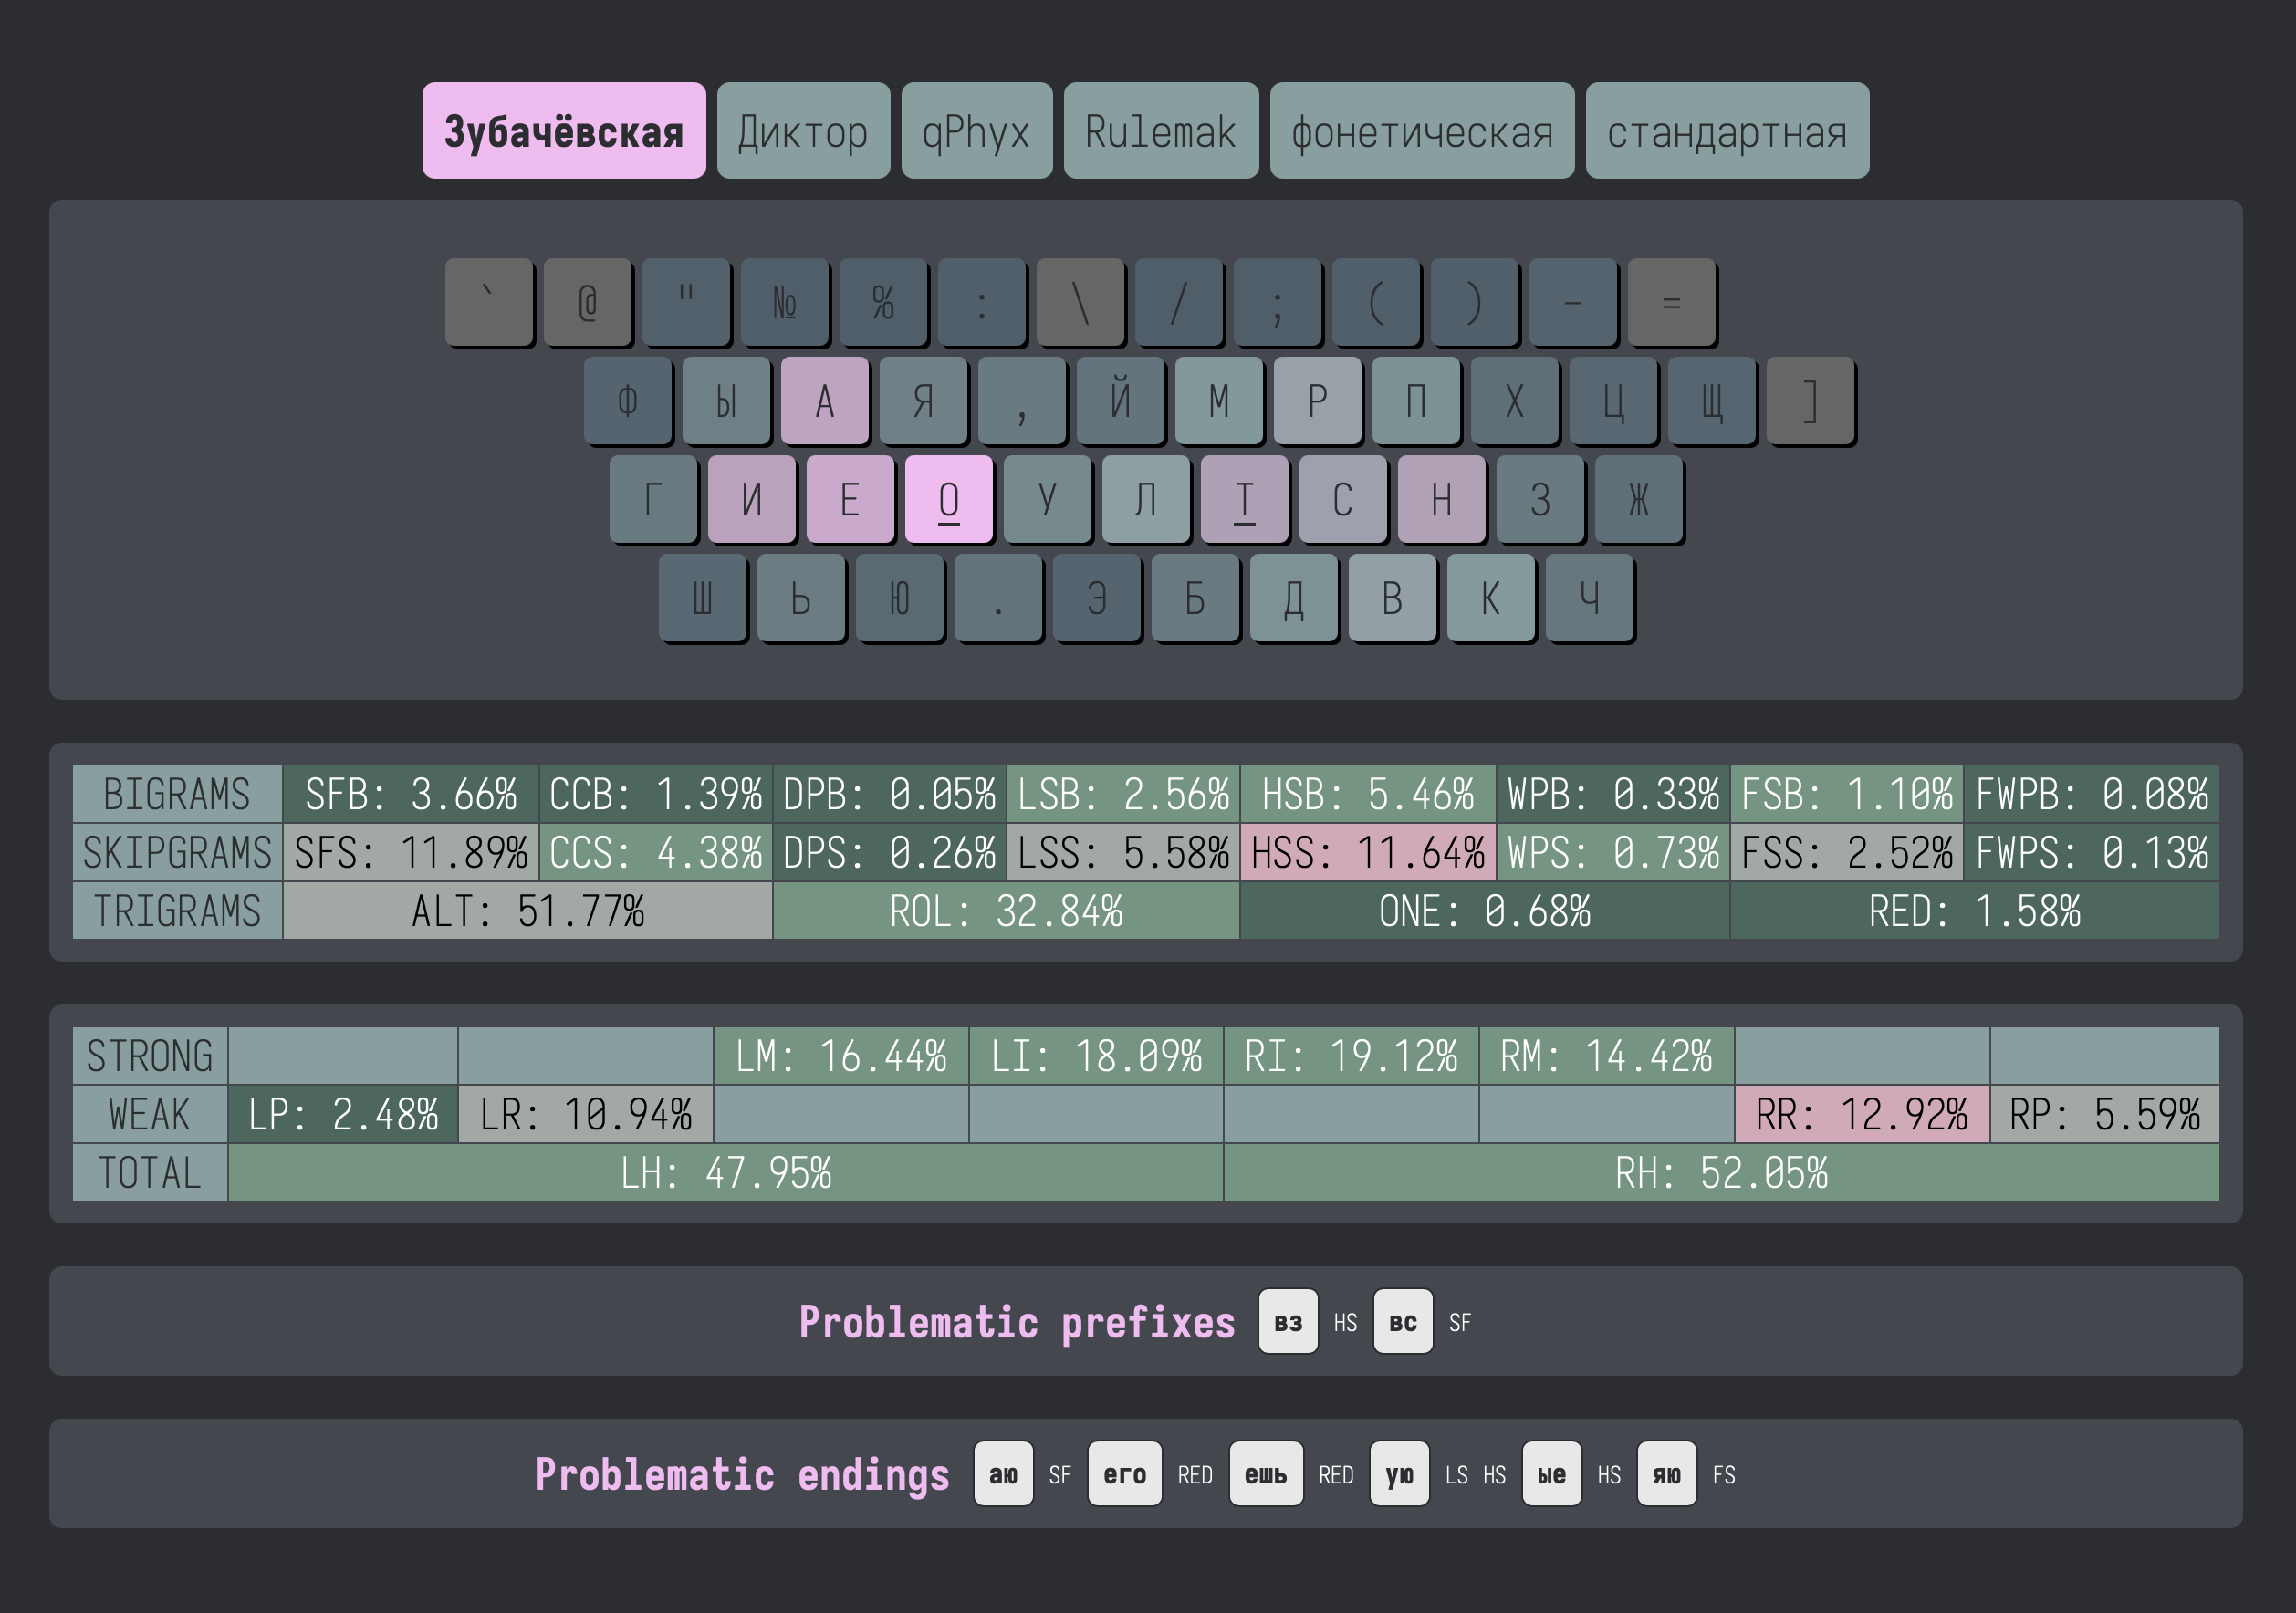 Зубачёвская Диктор qPhyx Rulemak фонетическая стандартная
` @ " № % : \ / ; ( ) - =
Ф Ы А Я , Й М Р П Х Ц Щ ]
Г И Е О У Л Т С Н З Ж
Ш Ь Ю . Э Б Д В К Ч
BIGRAMS SFB: 3.66% CCB: 1.39% DPB: 0.05% LSB: 2.56% HSB: 5.46% WPB: 0.33% FSB: 1.10% FWPB: 0.08%
SKIPGRAMS SFS: 11.89% CCS: 4.38% DPS: 0.26% LSS: 5.58% HSS: 11.64% WPS: 0.73% FSS: 2.52% FWPS: 0.13%
TRIGRAMS ALT: 51.77% ROL: 32.84% ONE: 0.68% RED: 1.58%
STRONG LM: 16.44% LI: 18.09% RI: 19.12% RM: 14.42%
WEAK LP: 2.48% LR: 10.94% RR: 12.92% RP: 5.59%
TOTAL LH: 47.95% RH: 52.05%
Problematic prefixes вз HS вс SF
Problematic endings аю SF его RED ешь RED ую LS HS ые HS яю FS